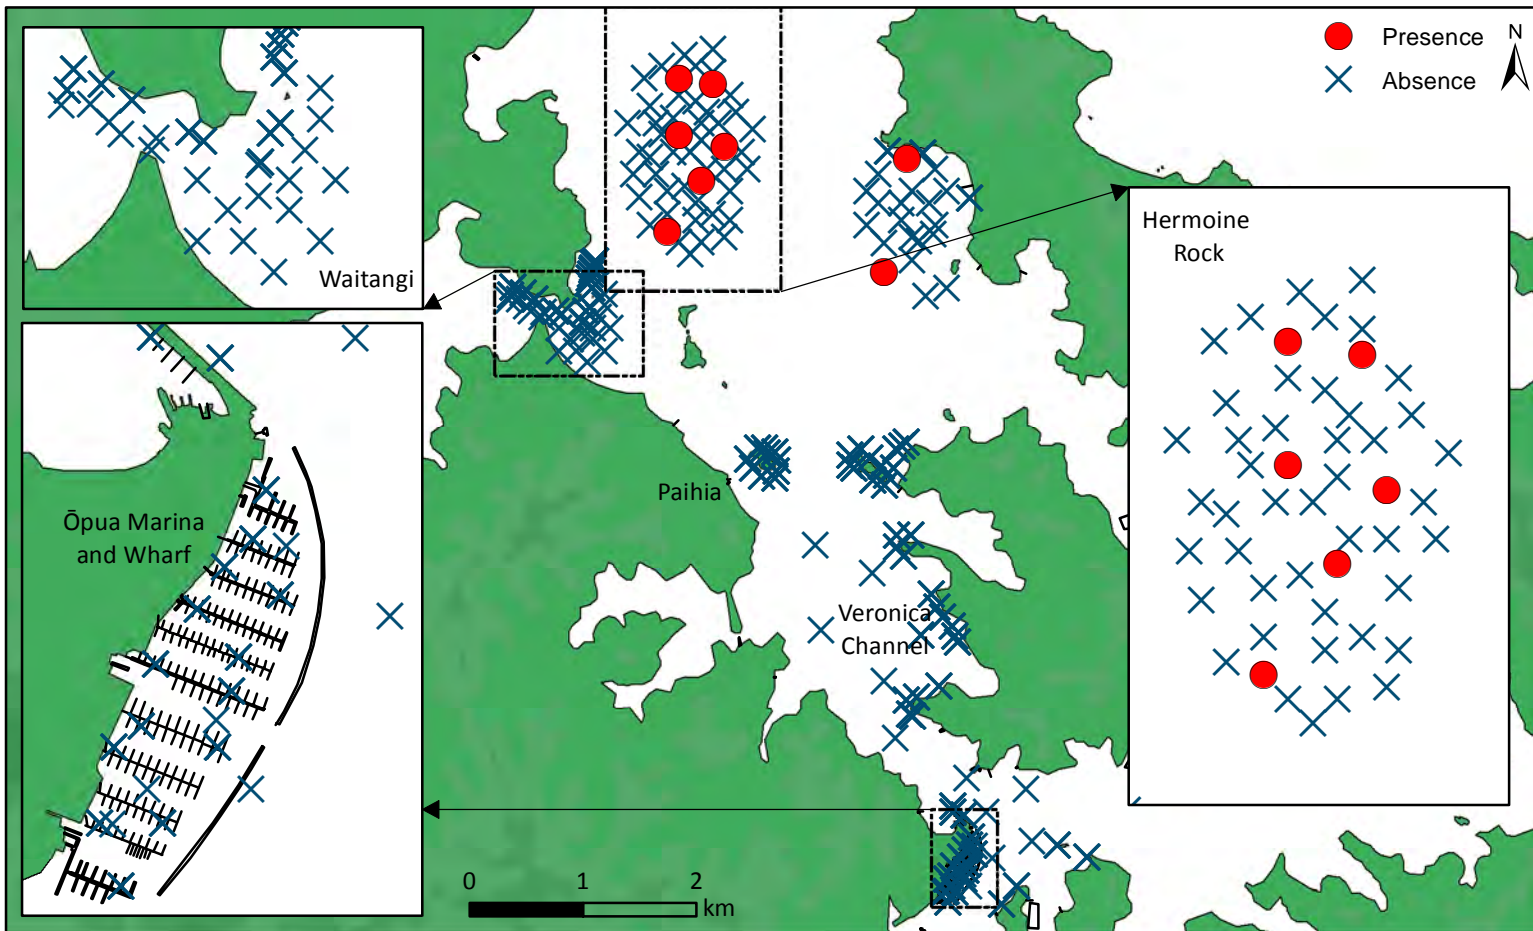 Presence
N
Absence
Waitangi
Hermoine
Rock
Ōpua Marina
and Wharf
Paihia
Veronica
Channel
0 1 2
km